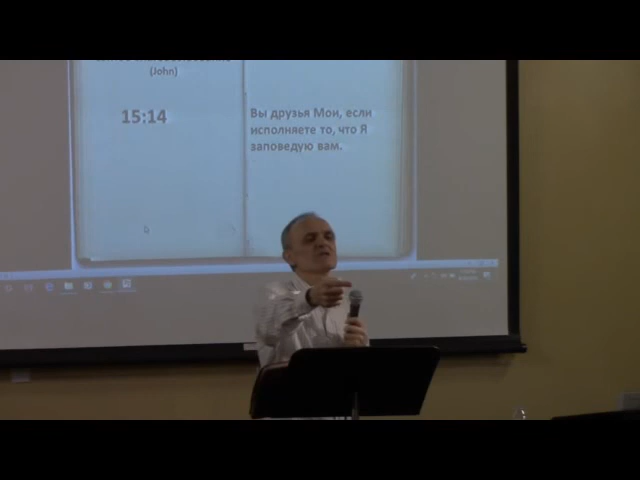 (John)
15:14
Вы друзья Мои, если
исполняете то, что Я
заповедую вам.